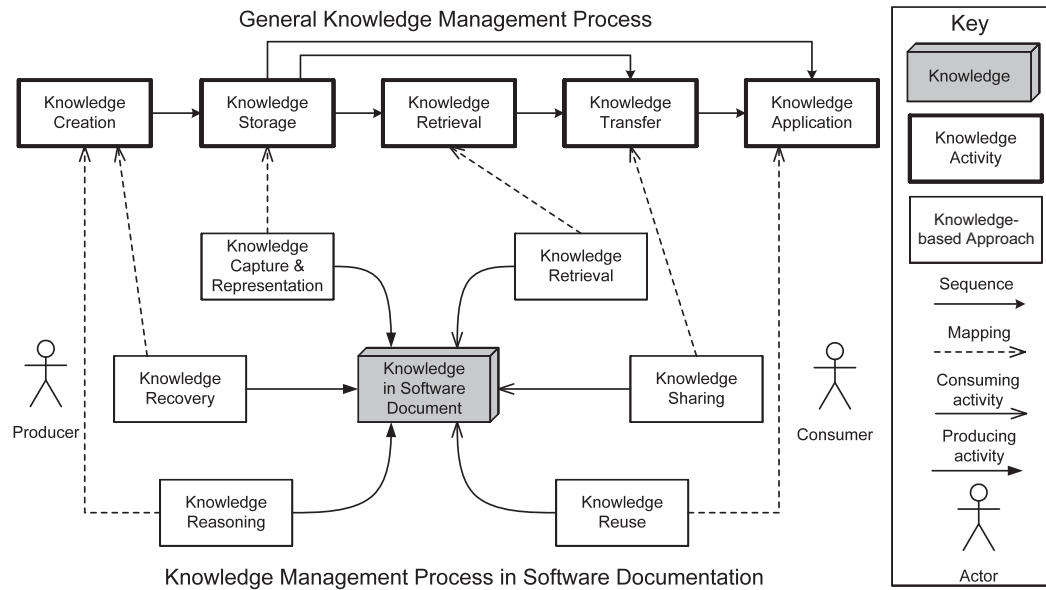 General Knowledge Management Process
Knowledge
Creation
Knowledge
Storage
Knowledge
Retrieval
Knowledge
Transfer
Knowledge
Application
Knowledge
Capture &
Representation
Knowledge
Retrieval
Producer
Knowledge
Recovery
Knowledge
in Software
Document
Knowledge
Sharing
Consumer
Knowledge
Reasoning
Knowledge
Reuse
Knowledge Management Process in Software Documentation
Key
Knowledge
Knowledge
Activity
Knowledge-
based Approach
Sequence
Mapping
Consuming
activity
Producing
activity
Actor